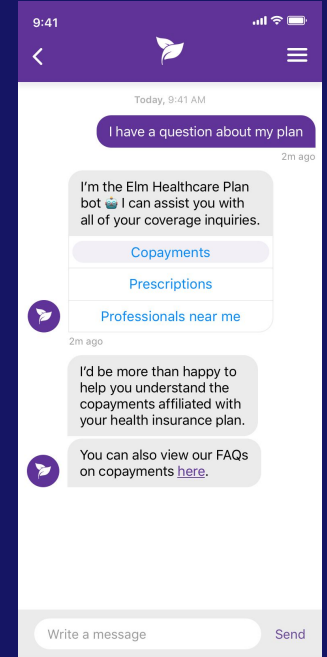 9:41
Today, 9:41 AM
I have a question about my plan
2m ago
I'm the Elm Healthcare Plan
bot 🤖 I can assist you with
all of your coverage inquiries.
Copayments
Prescriptions
Professionals near me
2m ago
I'd be more than happy to
help you understand the
copayments affiliated with
your health insurance plan.
You can also view our FAQs
on copayments here.
Write a message
Send